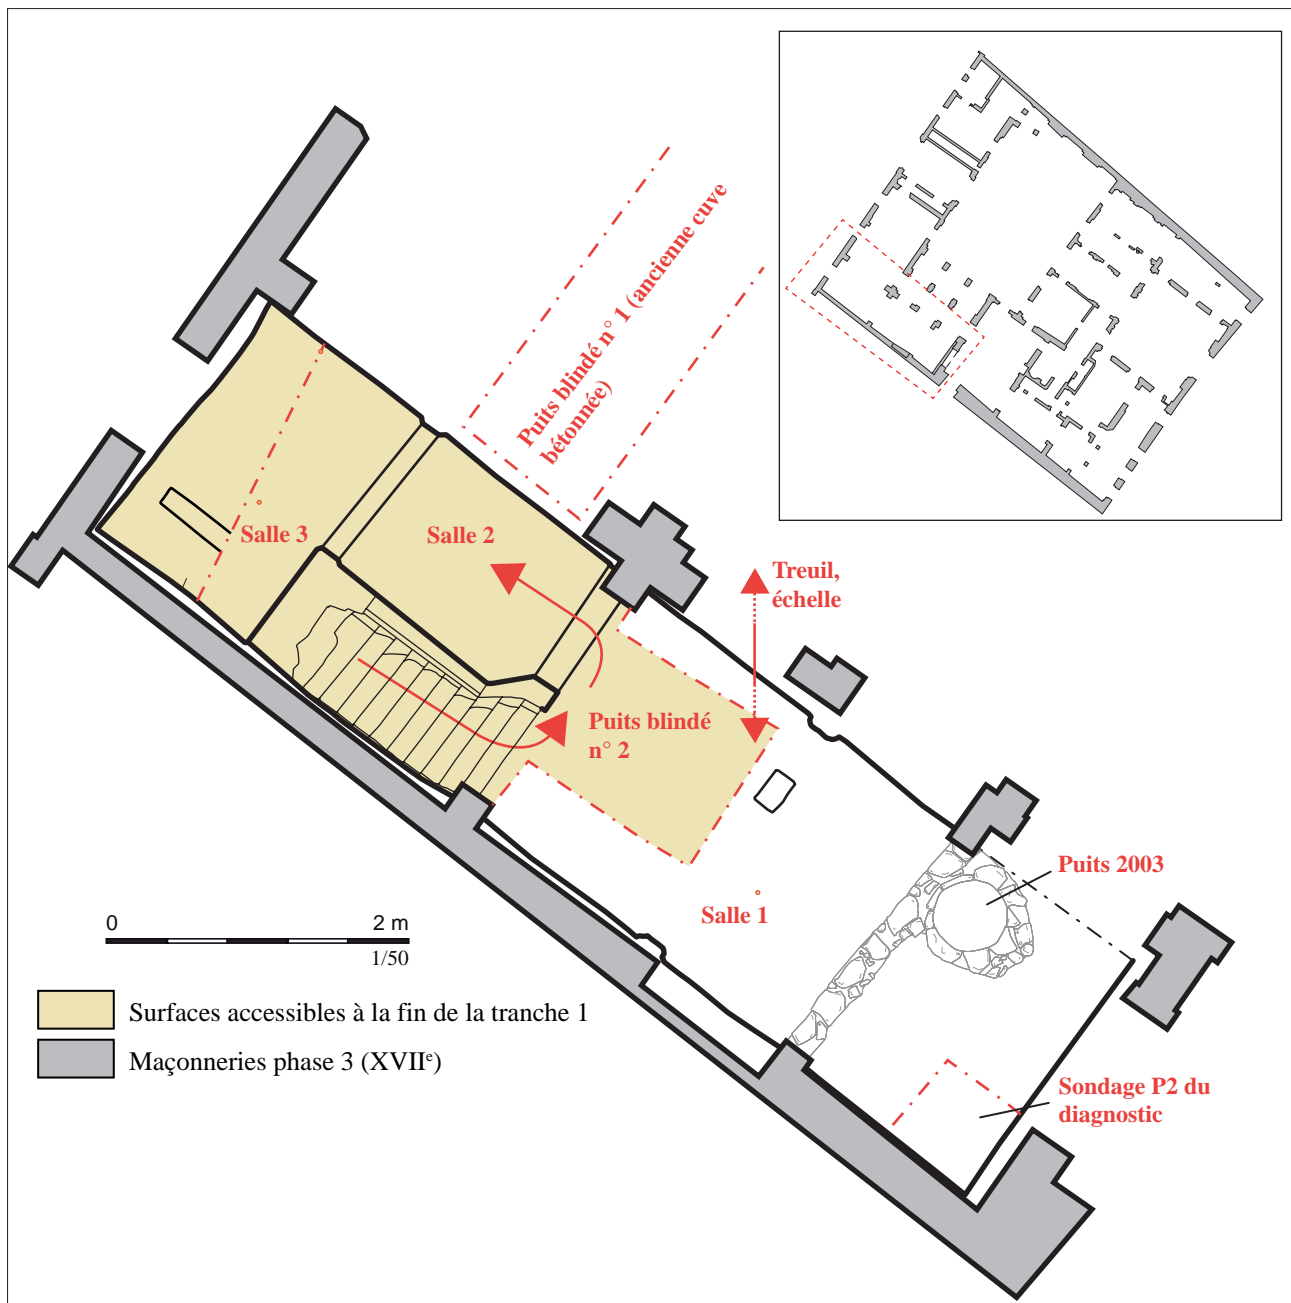 Puits blindé n° 1 (ancienne cuve
bétonnée)
Salle 3
Salle 2
Treuil,
échelle
Puits blindé
n° 2
Puits 2003
Salle 1
0 2 m
1/50
Surfaces accessibles à la fin de la tranche 1
Maçonneries phase 3 (XVIIᵉ)
Sondage P2 du
diagnostic